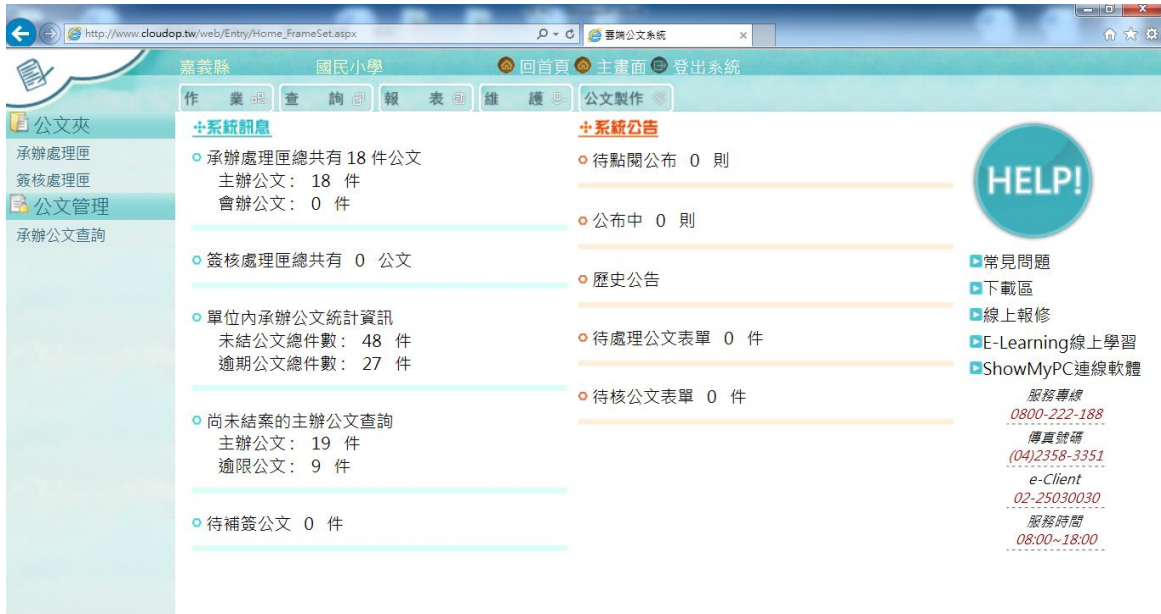 http://www.cloudop.tw/web/Entry/Home_FrameSet.aspx
雲端公文系統
嘉義縣 國民小學 回首頁 主畫面 登出系統
作 業 查 詢 報 表 維 護 公文製作
公文夾
承辦處理匣
簽核處理匣
公文管理
承辦公文查詢
系統訊息
承辦處理匣總共有 18 件公文
主辦公文: 18 件
會辦公文: 0 件
簽核處理匣總共有 0 公文
單位內承辦公文統計資訊
未結公文總件數: 48 件
逾期公文總件數: 27 件
尚未結案的主辦公文查詢
主辦公文: 19 件
逾限公文: 9 件
待補簽公文 0 件
系統公告
待點閱公布 0 則
公布中 0 則
歷史公告
待處理公文表單 0 件
待核公文表單 0 件
HELP!
常見問題
下載區
線上報修
E-Learning線上學習
ShowMyPC連線軟體
服務專線
0800-222-188
傳真號碼
(04)2358-3351
e-Client
02-25030030
服務時間
08:00~18:00